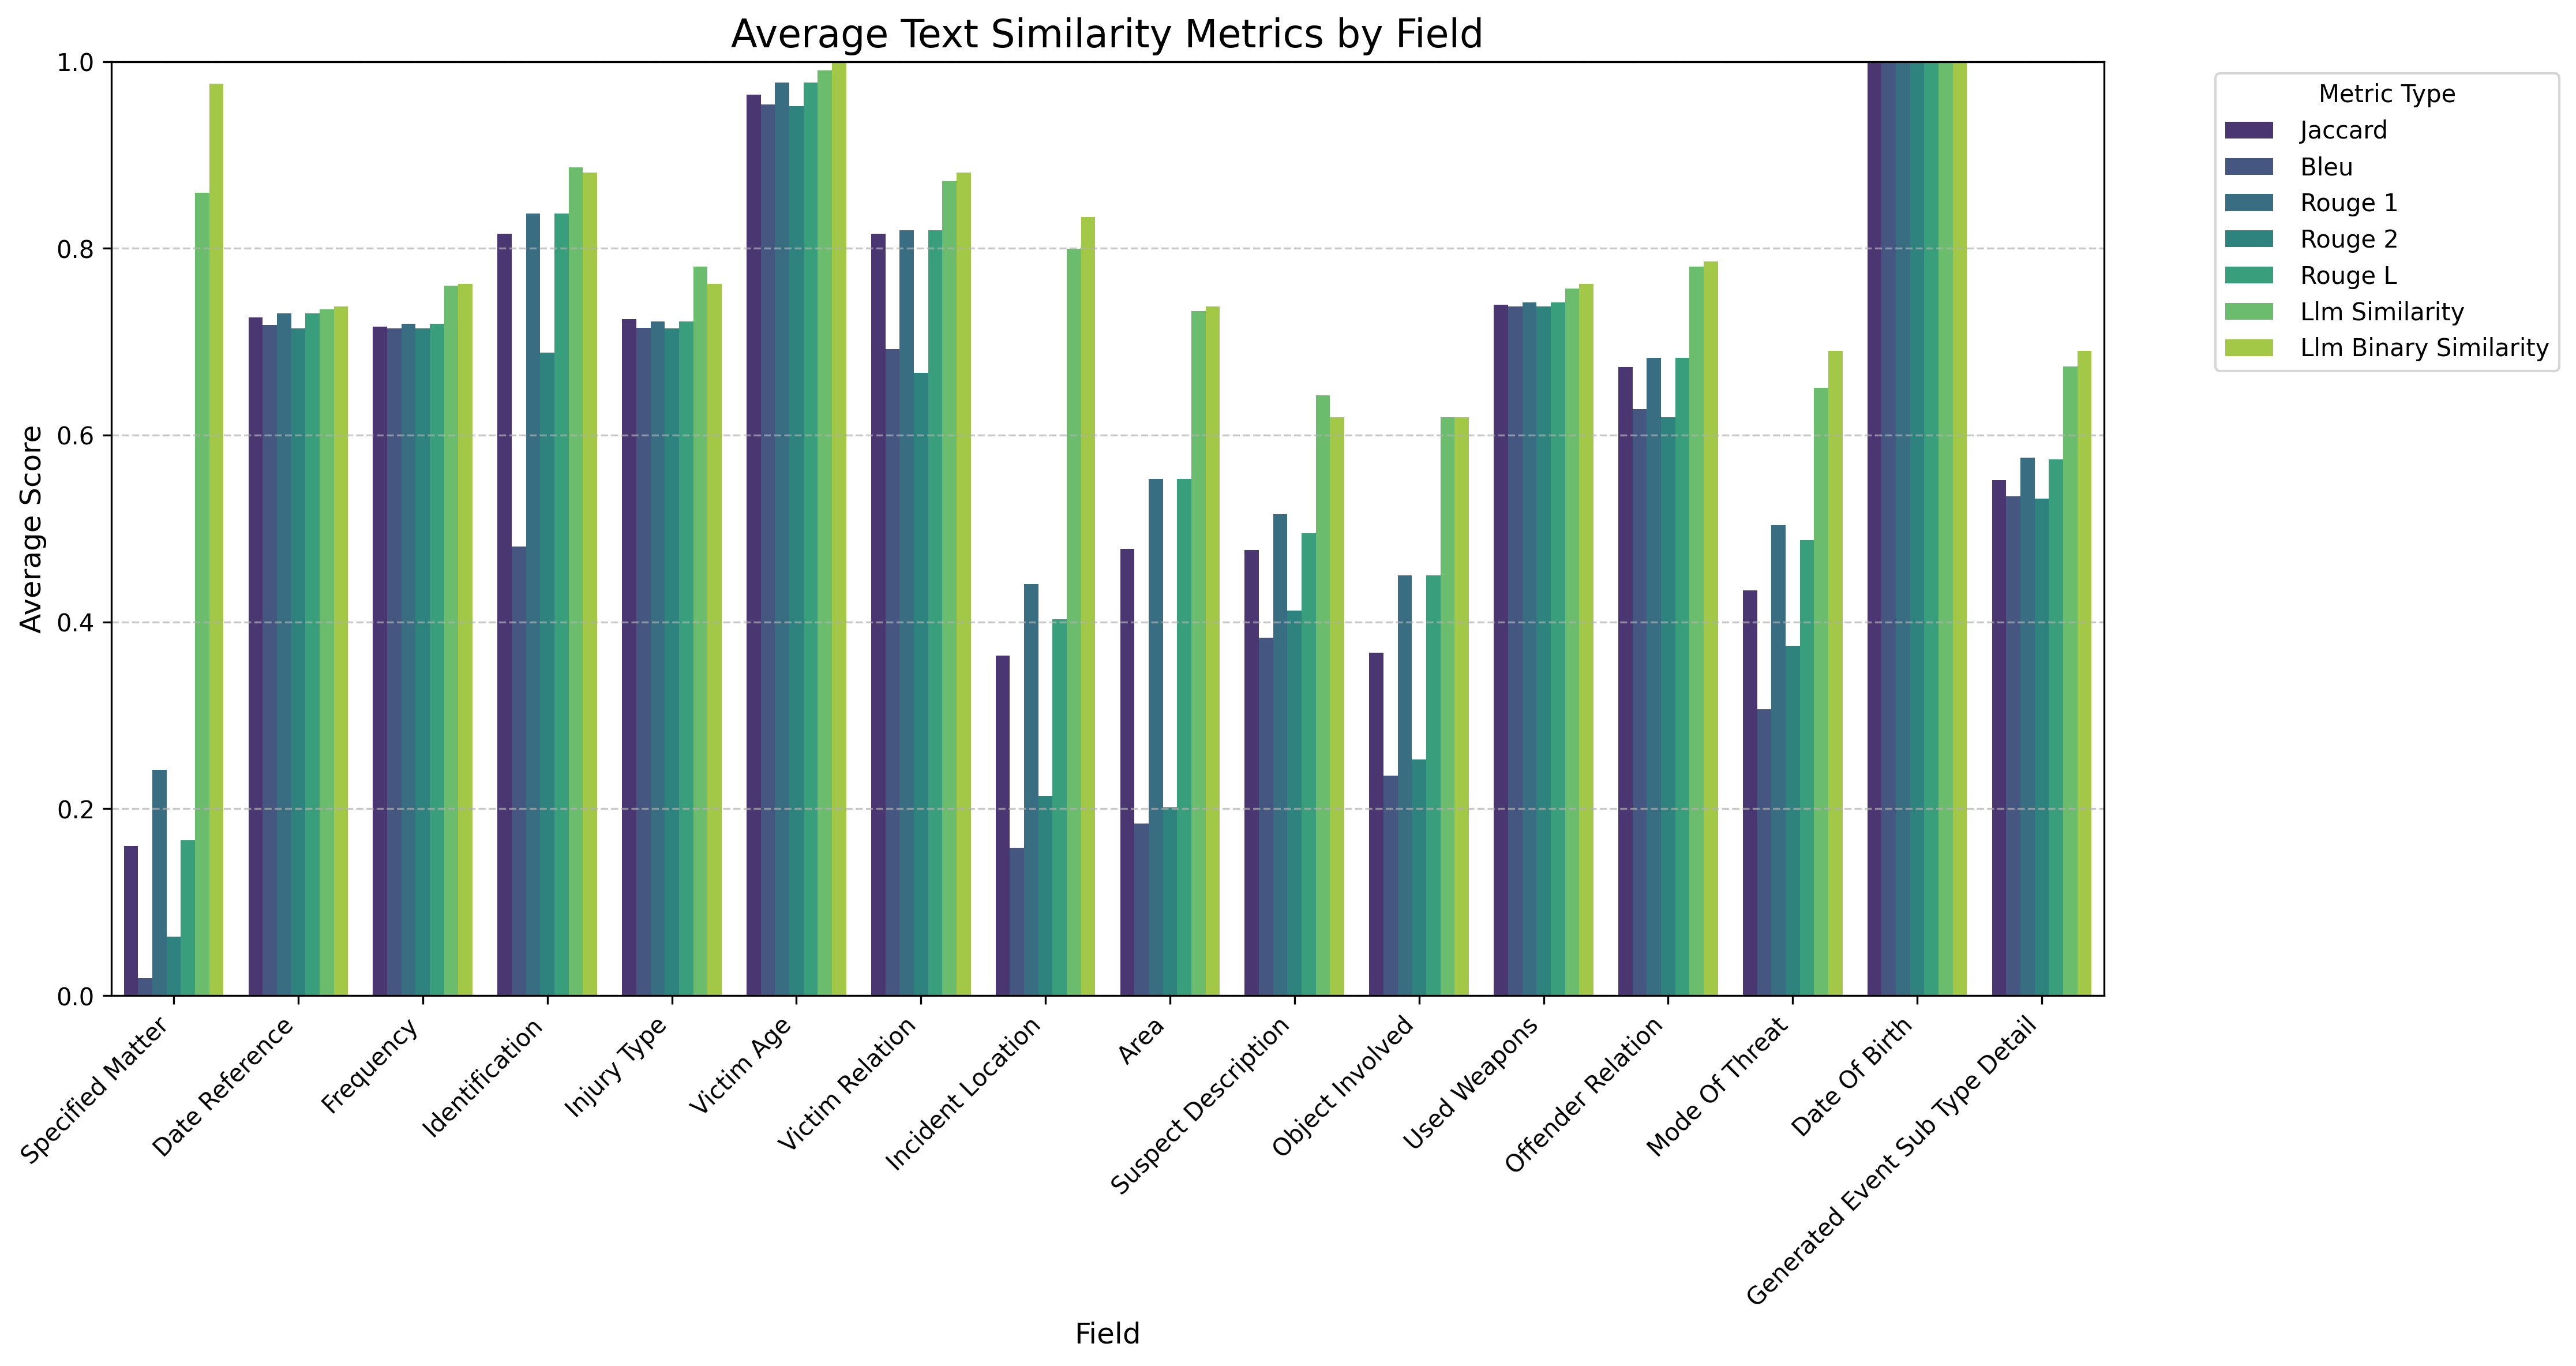 Average Text Similarity Metrics by Field
Metric Type
Jaccard
Bleu
Rouge 1
Rouge 2
Rouge L
Llm Similarity
Llm Binary Similarity
Average Score
1.0
0.8
0.6
0.4
0.2
0.0
Specified Matter
Date Reference
Frequency
Identification
Injury Type
Victim Age
Victim Relation
Incident Location
Area
Suspect Description
Object Involved
Used Weapons
Offender Relation
Mode Of Threat
Date Of Birth
Generated Event Sub Type Detail
Field